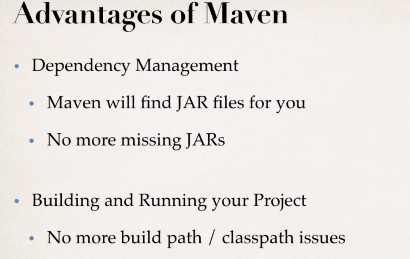 Advantages of Maven
• Dependency Management
• Maven will find JAR files for you
• No more missing JARs
• Building and Running your Project
• No more build path / classpath issues